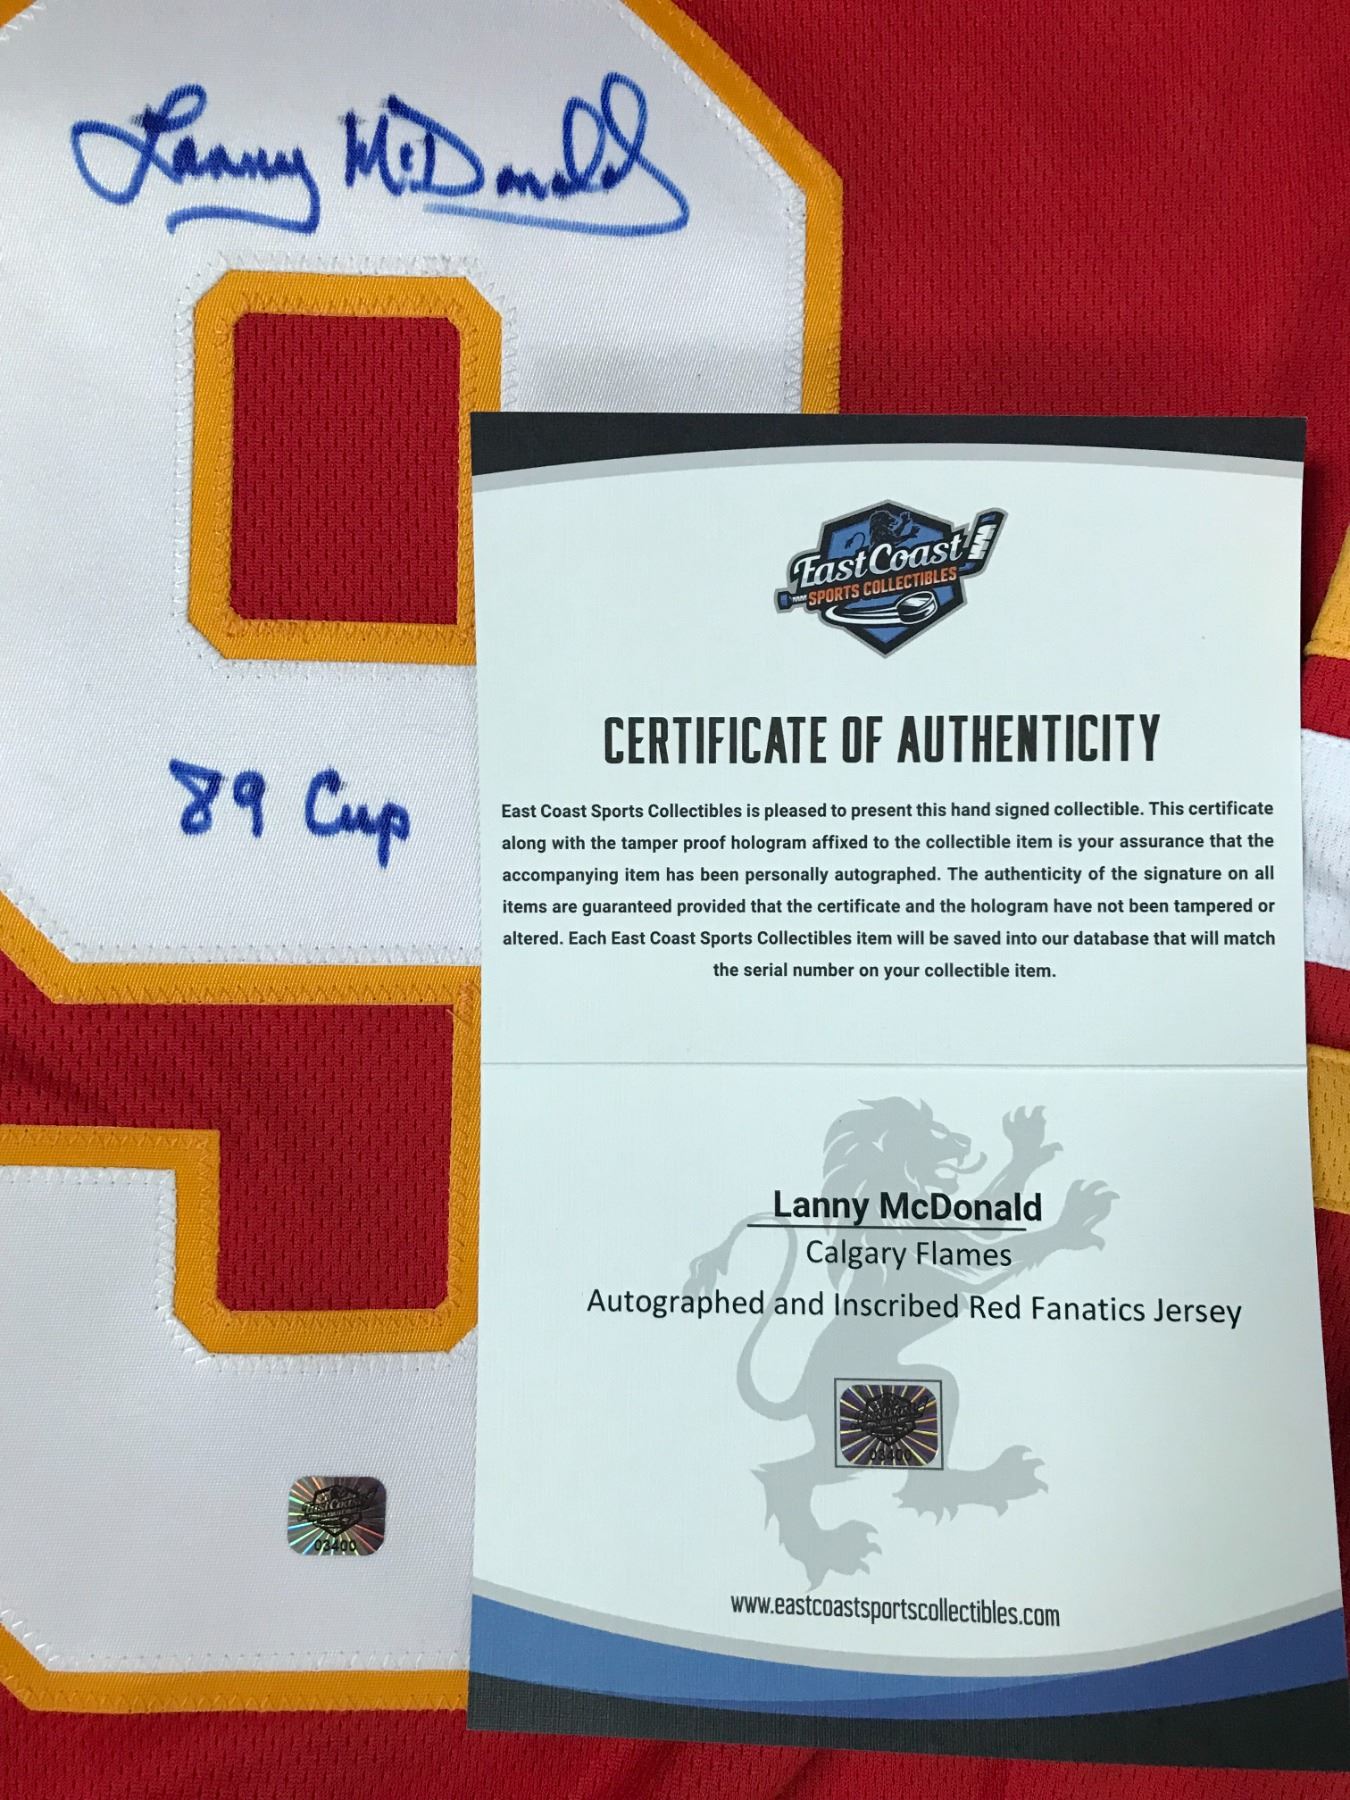 Lanny McDonald
89 Cup
East Coast
SPORTS COLLECTIBLES
CERTIFICATE OF AUTHENTICITY
East Coast Sports Collectibles is pleased to present this hand signed collectible. This certificate
along with the tamper proof hologram affixed to the collectible item is your assurance that the
accompanying item has been personally autographed. The authenticity of the signature on all
items are guaranteed provided that the certificate and the hologram have not been tampered or
altered. Each East Coast Sports Collectibles item will be saved into our database that will match
the serial number on your collectible item.
Lanny McDonald
Calgary Flames
Autographed and Inscribed Red Fanatics Jersey
03400
East Coast
03400
www.eastcoastsportscollectibles.com